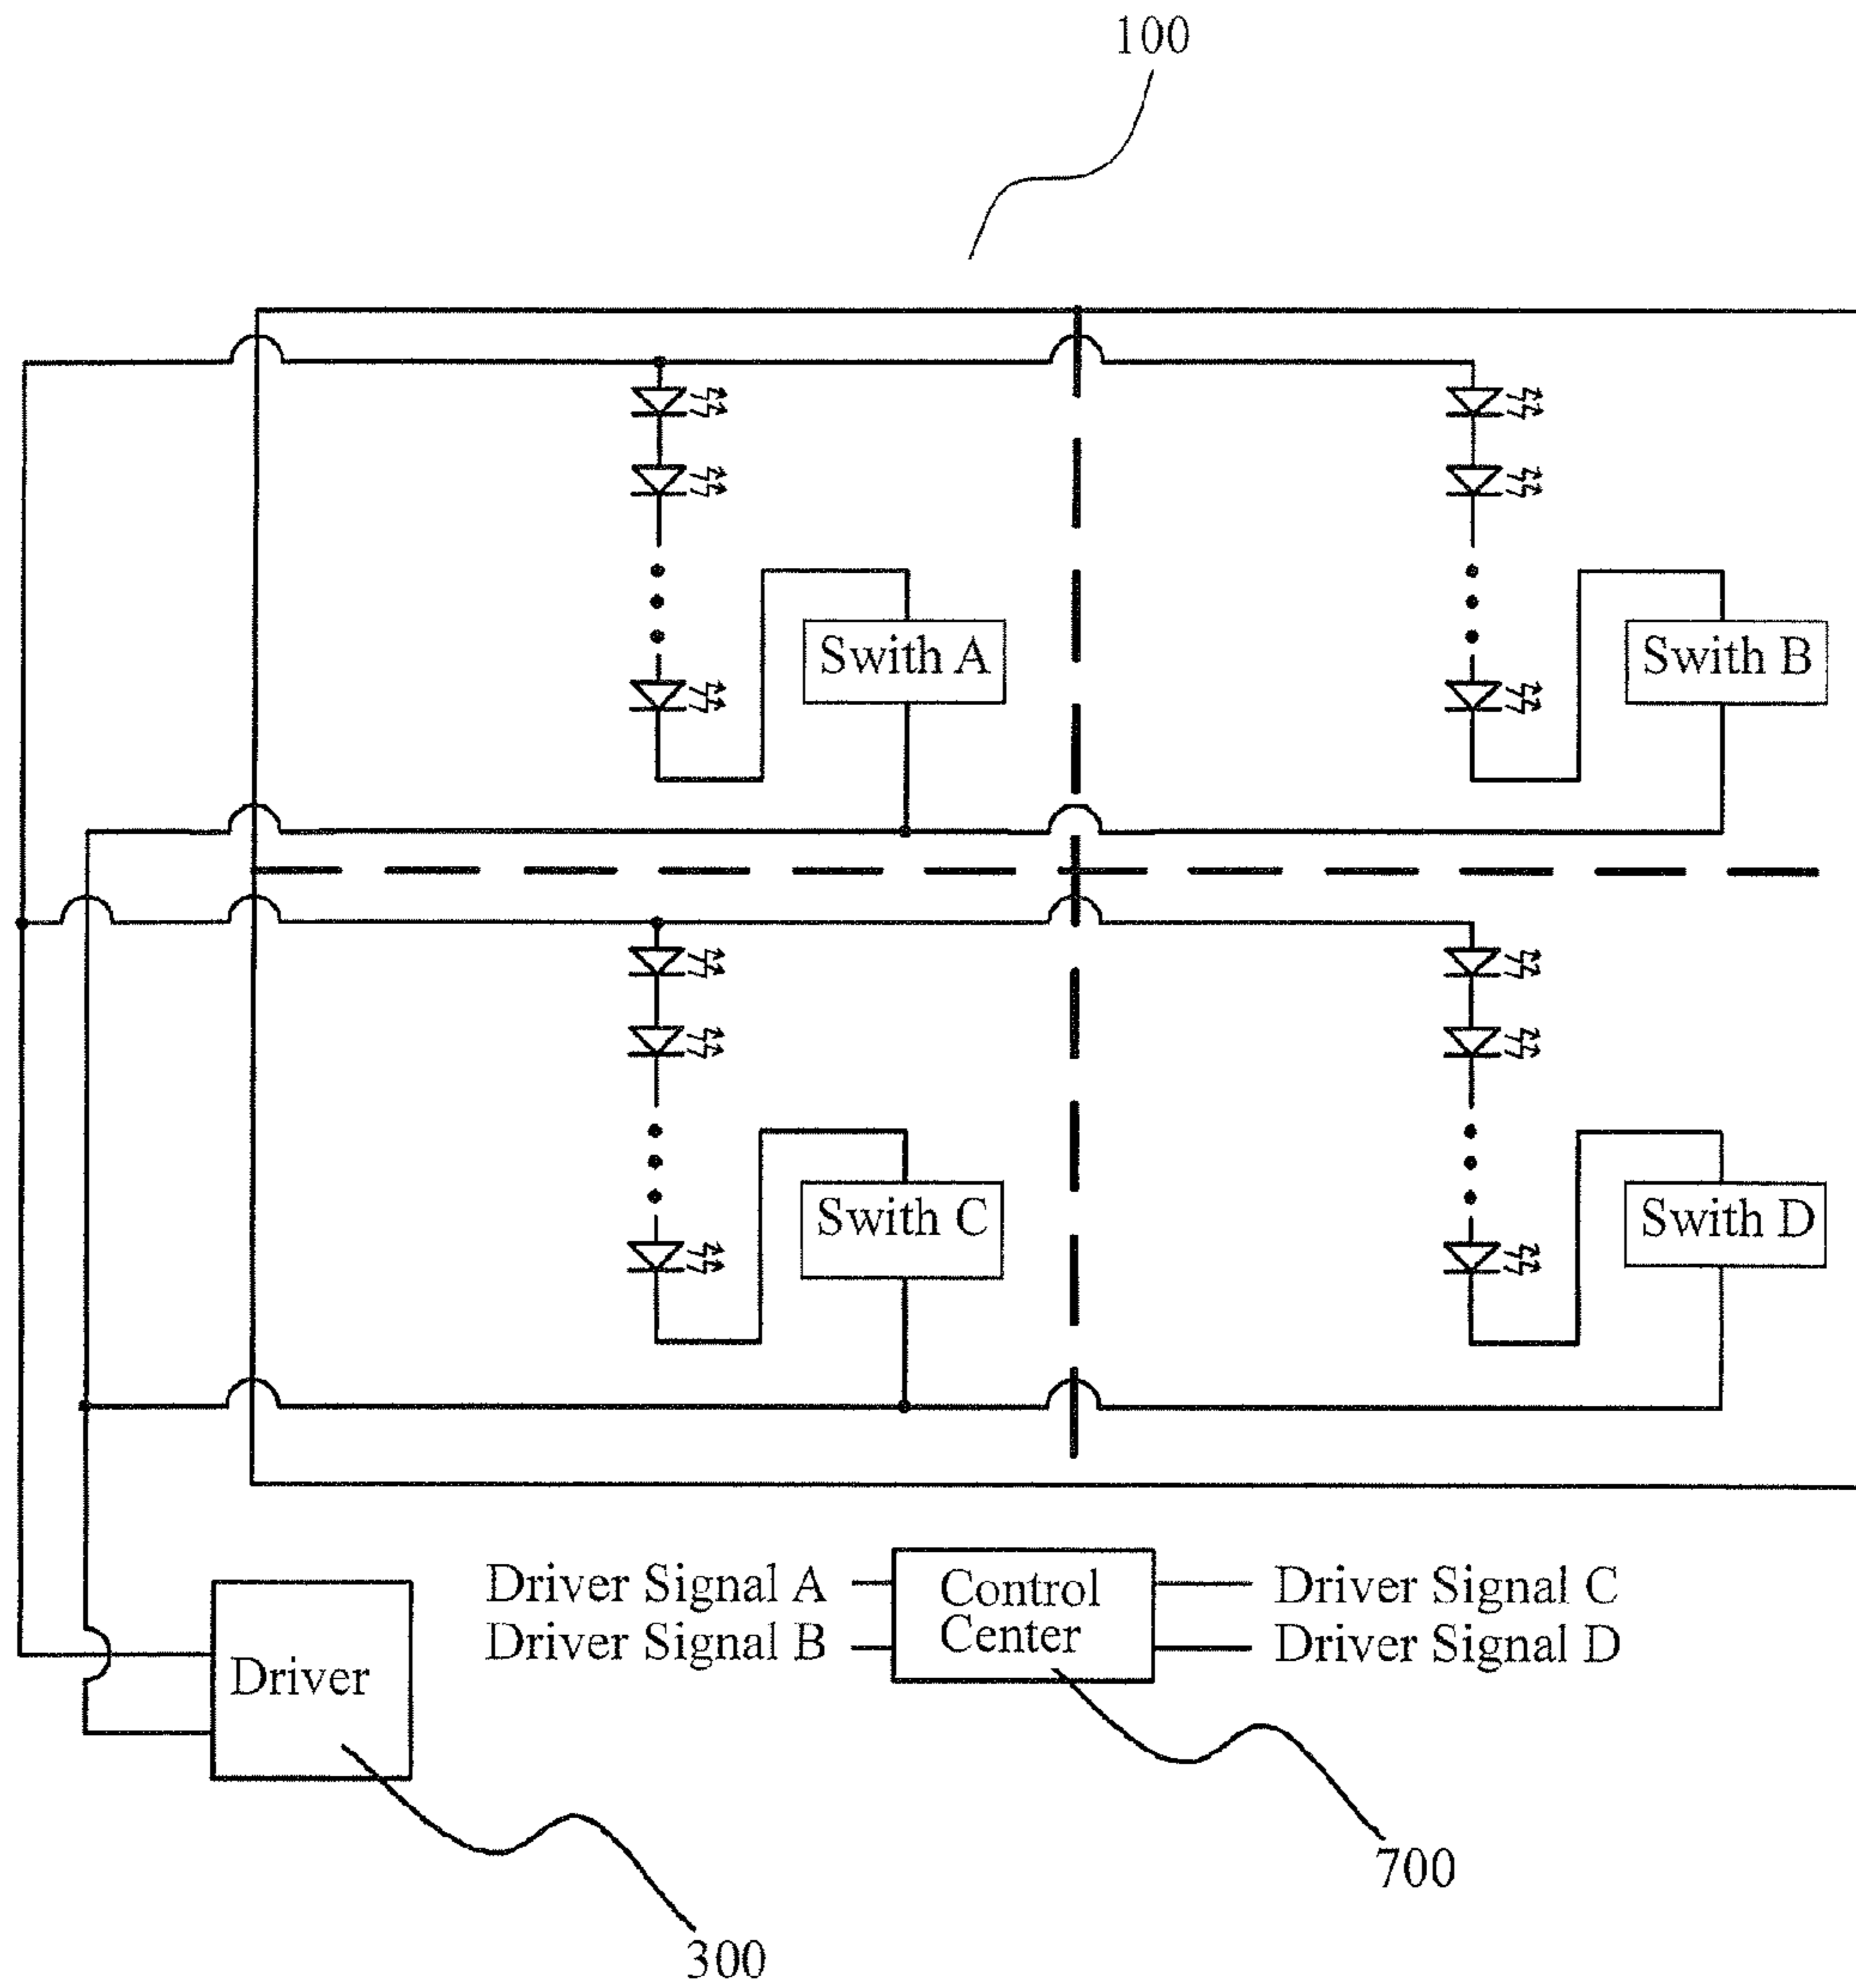 100
Swith A
Swith B
Swith C
Swith D
Driver Signal A
Driver Signal B
Control
Center
Driver Signal C
Driver Signal D
Driver
700
300